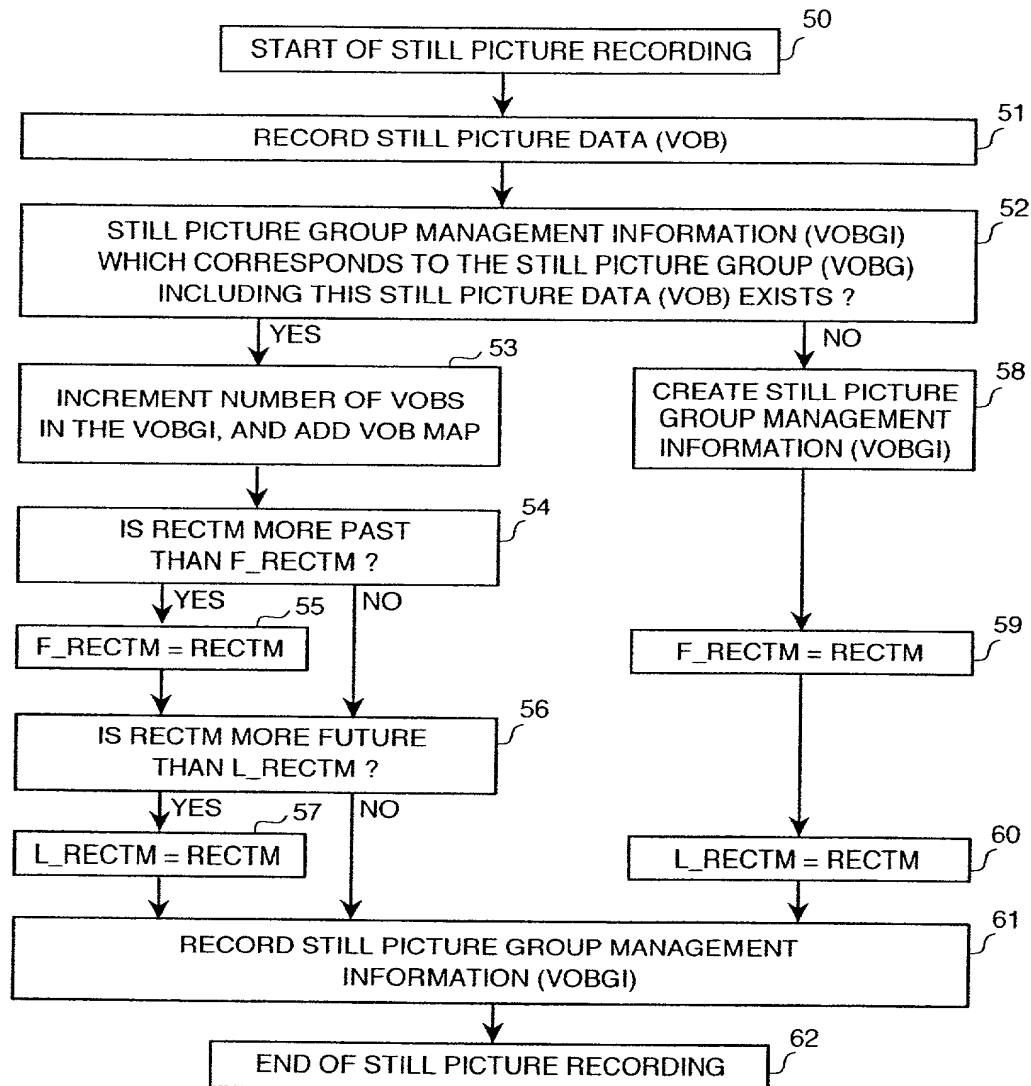 50
START OF STILL PICTURE RECORDING
51
RECORD STILL PICTURE DATA (VOB)
52
STILL PICTURE GROUP MANAGEMENT INFORMATION (VOBGI)
WHICH CORRESPONDS TO THE STILL PICTURE GROUP (VOBG)
INCLUDING THIS STILL PICTURE DATA (VOB) EXISTS ?
YES
NO
53
INCREMENT NUMBER OF VOBS
IN THE VOBGI, AND ADD VOB MAP
58
CREATE STILL PICTURE
GROUP MANAGEMENT
INFORMATION (VOBGI)
54
IS RECTM MORE PAST
THAN F_RECTM ?
YES
NO
55
F_RECTM = RECTM
59
F_RECTM = RECTM
56
IS RECTM MORE FUTURE
THAN L_RECTM ?
YES
NO
57
L_RECTM = RECTM
60
L_RECTM = RECTM
61
RECORD STILL PICTURE GROUP MANAGEMENT
INFORMATION (VOBGI)
62
END OF STILL PICTURE RECORDING